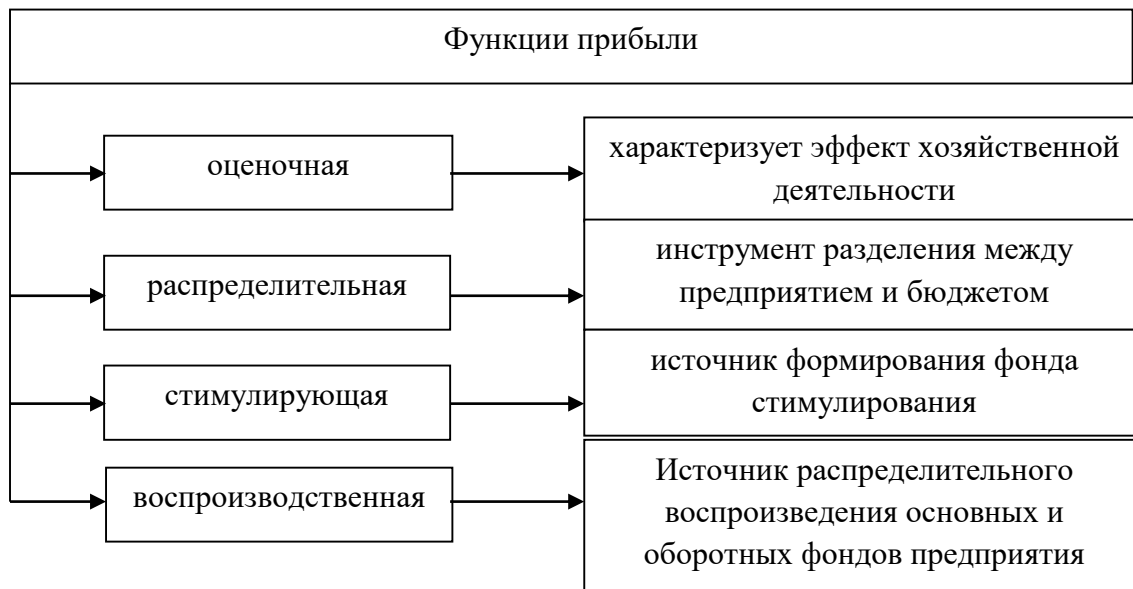 Функции прибыли
оценочная
характеризует эффект хозяйственной
деятельности
распределительная
инструмент разделения между
предприятием и бюджетом
стимулирующая
источник формирования фонда
стимулирования
воспроизводственная
Источник распределительного
воспроизведения основных и
оборотных фондов предприятия